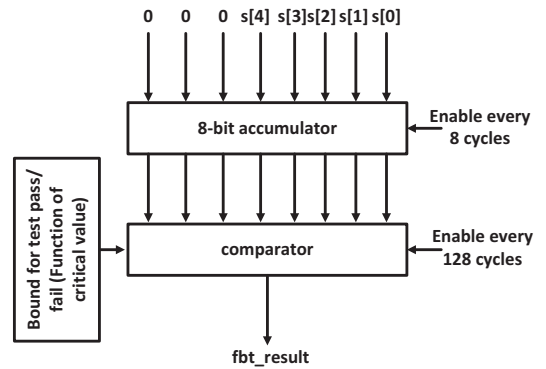 0 0 0 s[4] s[3] s[2] s[1] s[0]
8-bit accumulator
Enable every
8 cycles
Bound for test pass/
fail (Function of
critical value)
comparator
Enable every
128 cycles
fbt_result